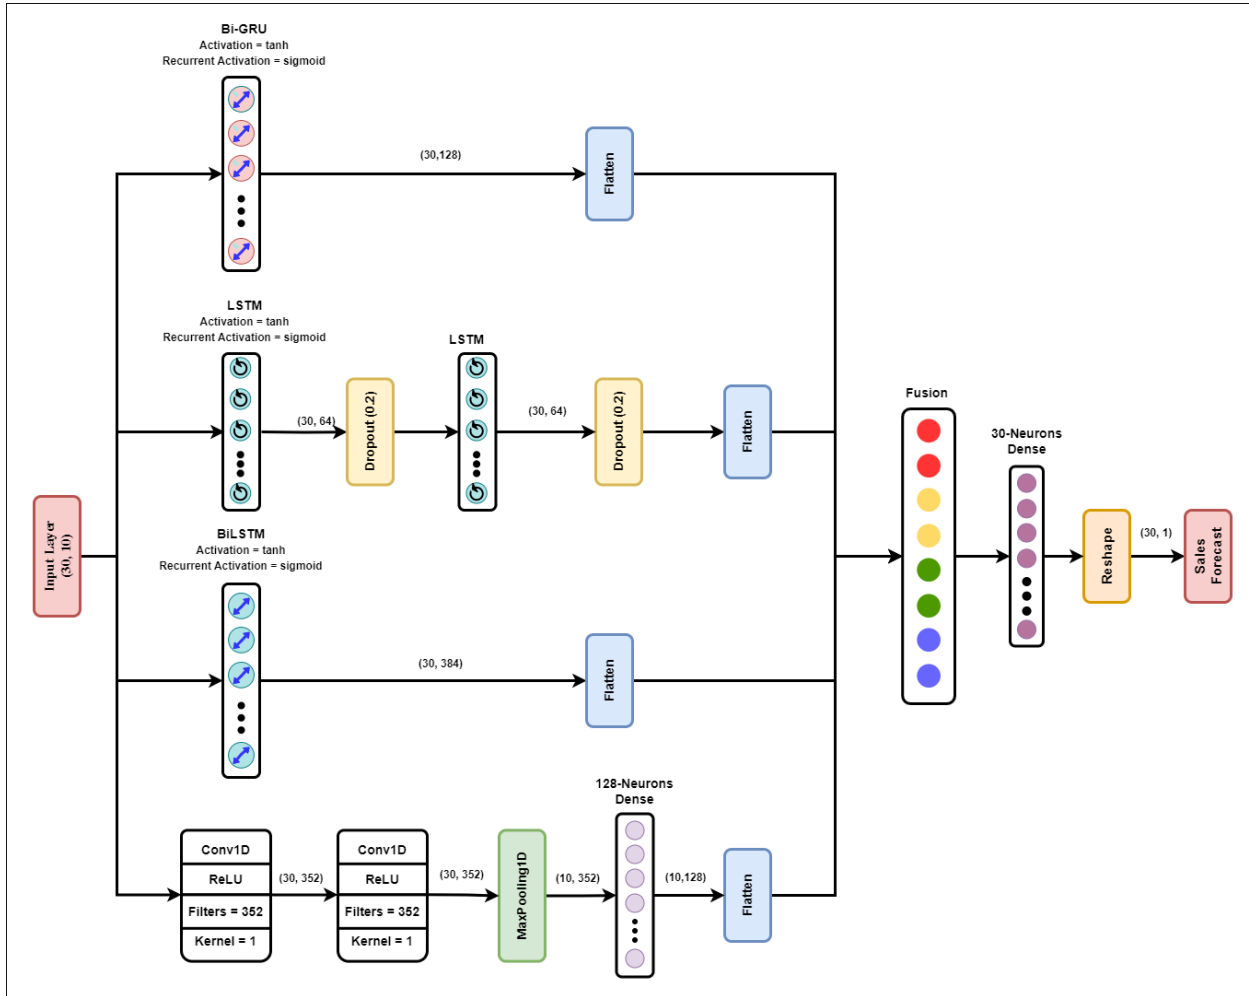 Bi-GRU
Activation = tanh
Recurrent Activation = sigmoid
(30,128)
Flatten
LSTM
Activation = tanh
Recurrent Activation = sigmoid
(30, 64)
Dropout (0.2)
LSTM
(30, 64)
Dropout (0.2)
Flatten
Input Layer
(30, 10)
BiLSTM
Activation = tanh
Recurrent Activation = sigmoid
(30, 384)
Flatten
Conv1D
ReLU
Filters = 352
Kernel = 1
(30, 352)
Conv1D
ReLU
Filters = 352
Kernel = 1
(30, 352)
MaxPooling1D
(10, 352)
128-Neurons
Dense
(10,128)
Flatten
Fusion
30-Neurons
Dense
Reshape
(30, 1)
Sales
Forecast